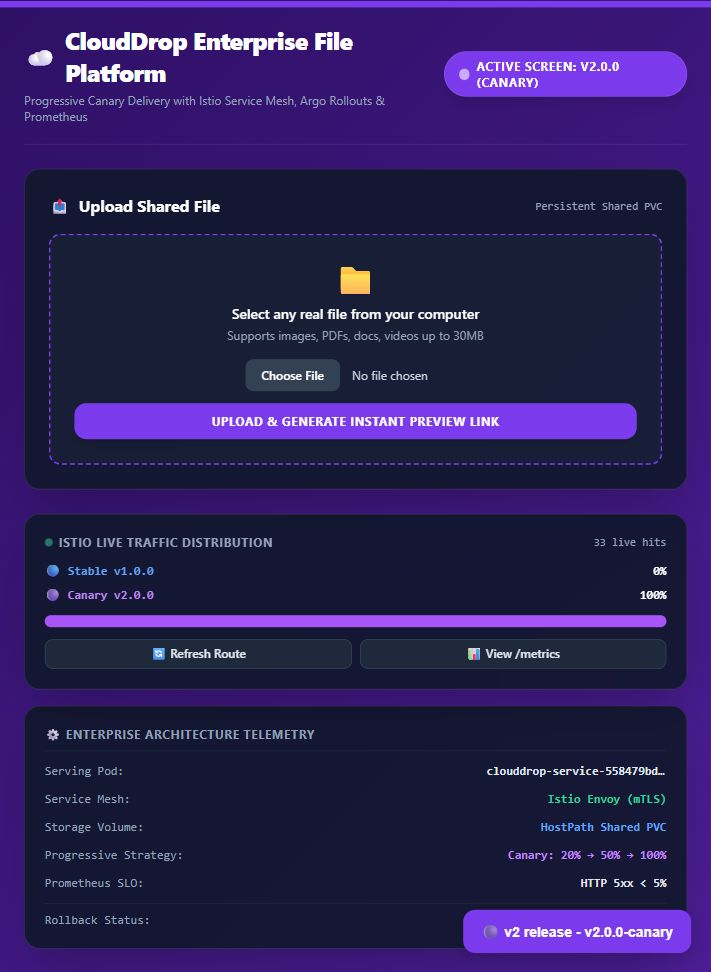 CloudDrop Enterprise File
Platform
ACTIVE SCREEN: V2.0.0
(CANARY)
Progressive Canary Delivery with Istio Service Mesh, Argo Rollouts &
Prometheus
Upload Shared File
Persistent Shared PVC
Select any real file from your computer
Supports images, PDFs, docs, videos up to 30MB
Choose File No file chosen
UPLOAD & GENERATE INSTANT PREVIEW LINK
ISTIO LIVE TRAFFIC DISTRIBUTION
33 live hits
Stable v1.0.0 0%
Canary v2.0.0 100%
Refresh Route
View /metrics
ENTERPRISE ARCHITECTURE TELEMETRY
Serving Pod: clouddrop-service-558479bd…
Service Mesh: Istio Envoy (mTLS)
Storage Volume: HostPath Shared PVC
Progressive Strategy: Canary: 20% → 50% → 100%
Prometheus SLO: HTTP 5xx < 5%
Rollback Status:
v2 release - v2.0.0-canary